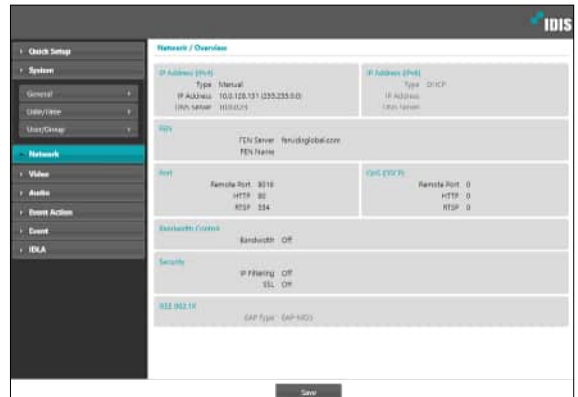 IDIS
Quick Setup
System
General
Date/Time
User/Group
Network
Video
Audio
Event Action
Event
IDLA
Network / Overview
IP Address (IPv4)
Type Manual
IP Address 10.0.128.131 (255.255.0.0)
DNS Server
IP Address (IPv6)
Type DHCP
IP Address
DNS Server
FEN
FEN Server fen.idisglobal.com
FEN Name
Port
Remote Port 8016
HTTP 80
RTSP 554
QoS (DSCP)
Remote Port 0
HTTP 0
RTSP 0
Bandwidth Control
Bandwidth Off
Security
IP Filtering Off
SSL Off
IEEE 802.1X
EAP Type EAP-MD5
Save